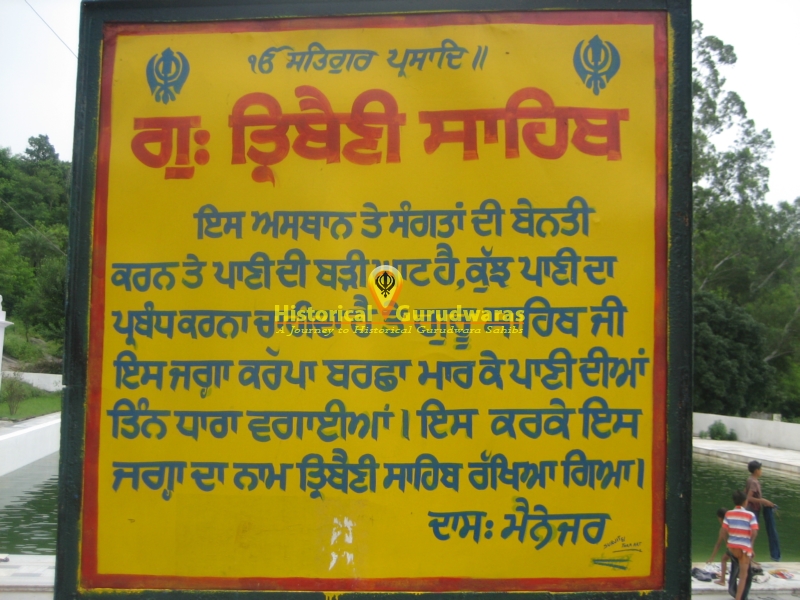 ੴ ਸਤਿਗੁਰ ਪ੍ਰਸਾਦਿ॥
ਗੁ: ਤ੍ਰਿਬੈਣੀ ਸਾਹਿਬ
ਇਸ ਅਸਥਾਨ ਤੇ ਸੰਗਤਾਂ ਦੀ ਬੇਨਤੀ
ਕਰਨ ਤੇ ਪਾਣੀ ਦੀ ਬੜੀ ਘਾਟ ਹੈ, ਕੁੱਝ ਪਾਣੀ ਦਾ
ਪ੍ਰਬੰਧ ਕਰਨਾ ਗੁਰੂ ਸਾਹਿਬ ਜੀ
ਇਸ ਜਗ੍ਹਾ ਕਰੱਪਾ ਬਰਛਾ ਮਾਰ ਕੇ ਪਾਣੀ ਦੀਆਂ
ਤਿੰਨ ਧਾਰਾ ਵਗਾਈਆਂ। ਇਸ ਕਰਕੇ ਇਸ
ਜਗ੍ਹਾ ਦਾ ਨਾਮ ਤ੍ਰਿਬੈਣੀ ਸਾਹਿਬ ਰੱਖਿਆ ਗਿਆ।
ਦਾਸ: ਮੈਨੇਜਰ
Historical Gurudwaras
A Journey to Historical Gurudwara Sahibs